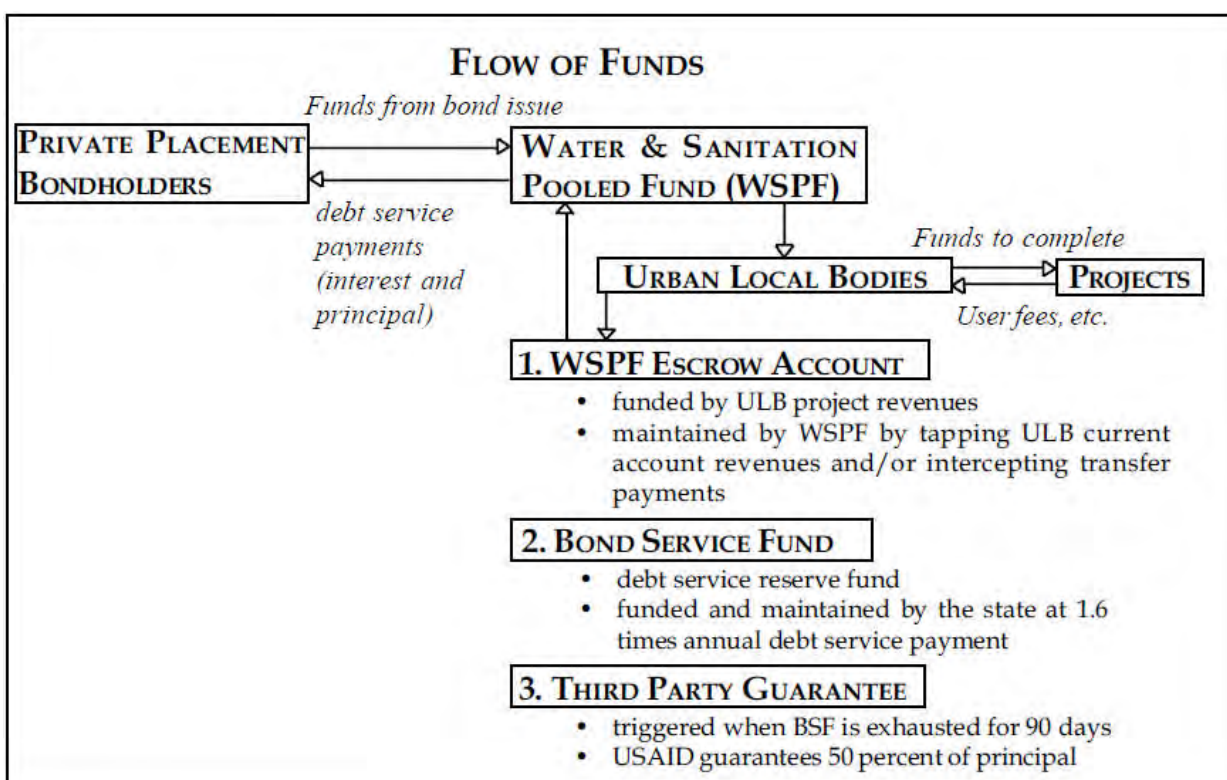 FLOW OF FUNDS
Funds from bond issue
PRIVATE PLACEMENT
BONDHOLDERS
WATER & SANITATION
POOLED FUND (WSPF)
debt service
payments
(interest and
principal)
Funds to complete
URBAN LOCAL BODIES
PROJECTS
User fees, etc.
1. WSPF ESCROW ACCOUNT
• funded by ULB project revenues
• maintained by WSPF by tapping ULB current
account revenues and/or intercepting transfer
payments
2. BOND SERVICE FUND
• debt service reserve fund
• funded and maintained by the state at 1.6
times annual debt service payment
3. THIRD PARTY GUARANTEE
• triggered when BSF is exhausted for 90 days
• USAID guarantees 50 percent of principal